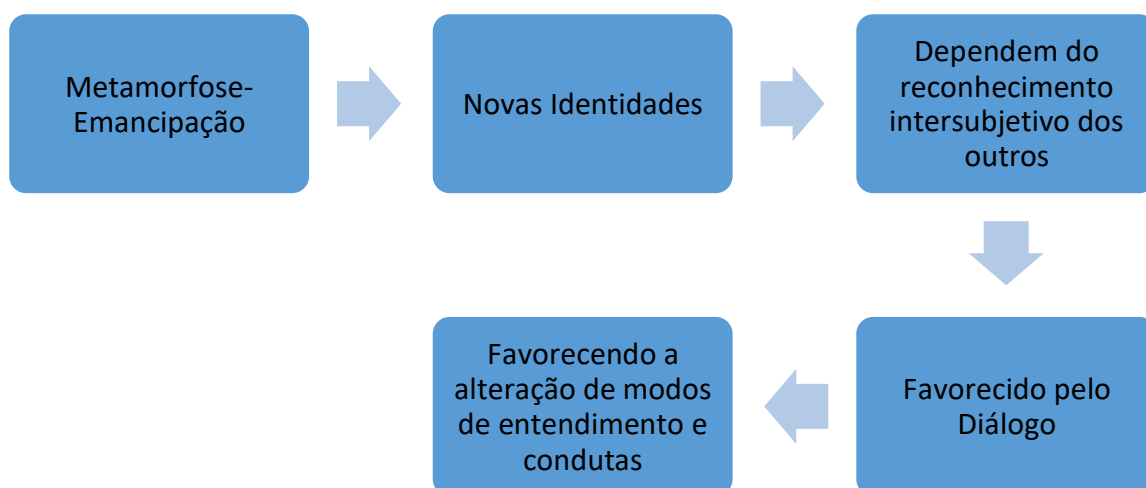 Metamorfose-
Emancipação
Novas Identidades
Dependem do
reconhecimento
intersubjetivo dos
outros
Favorecendo a
alteração de modos
de entendimento e
condutas
Favorecido pelo
Diálogo